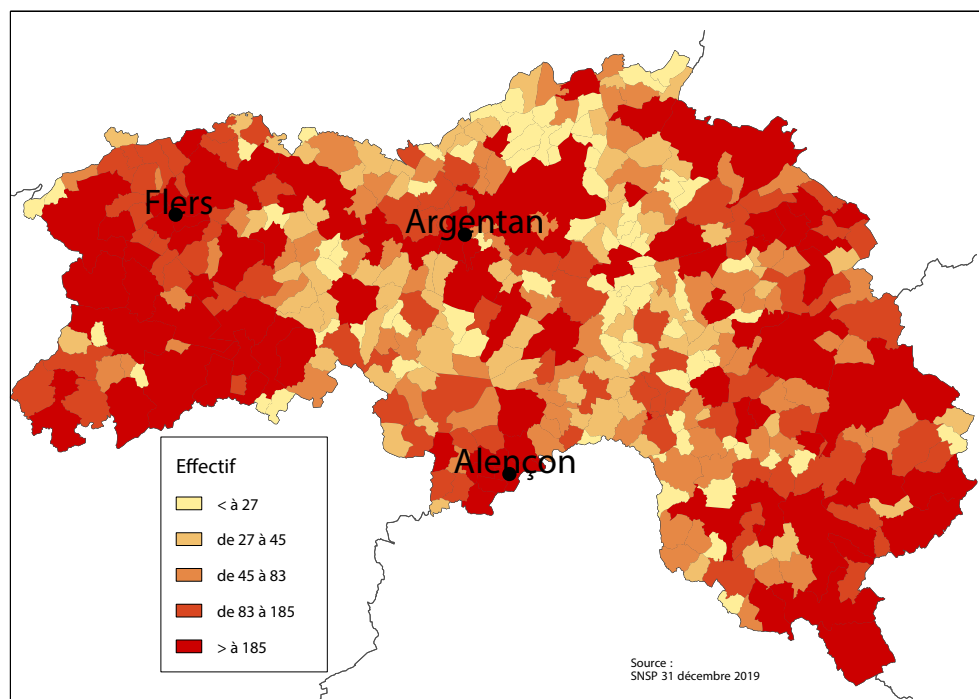 Flers
Argentan
Alençon
Effectif
< à 27
de 27 à 45
de 45 à 83
de 83 à 185
> à 185
Source :
SNSP 31 décembre 2019